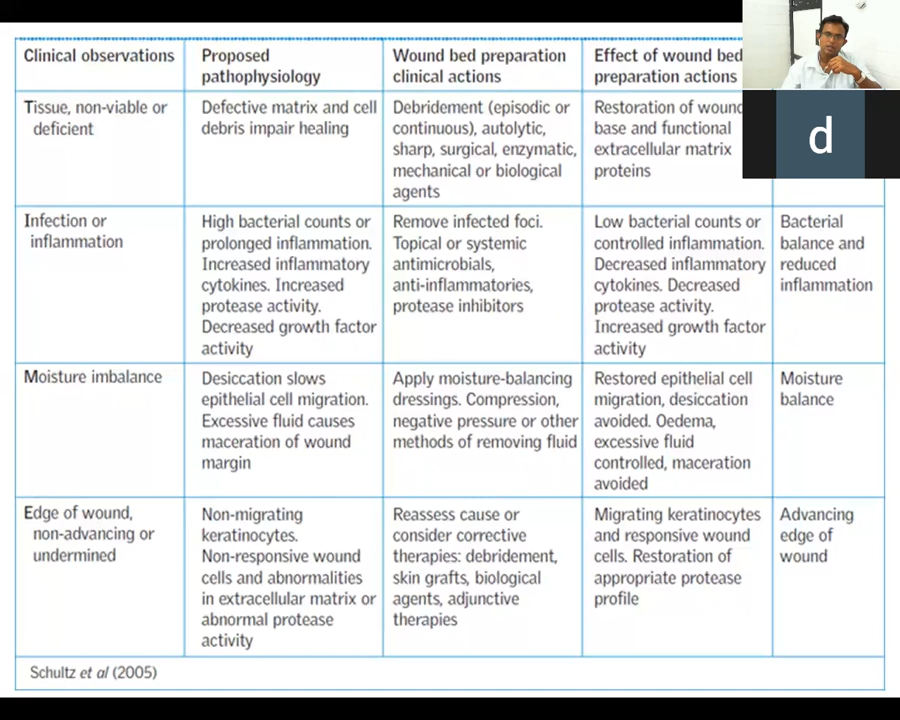 Clinical observations
Proposed
pathophysiology
Wound bed preparation
clinical actions
Effect of wound bed
preparation actions
Tissue, non-viable or
deficient
Defective matrix and cell
debris impair healing
Debridement (episodic or
continuous), autolytic,
sharp, surgical, enzymatic,
mechanical or biological
agents
Restoration of wound
base and functional
extracellular matrix
proteins
d
Infection or
inflammation
High bacterial counts or
prolonged inflammation.
Increased inflammatory
cytokines. Increased
protease activity.
Decreased growth factor
activity
Remove infected foci.
Topical or systemic
antimicrobials,
anti-inflammatories,
protease inhibitors
Low bacterial counts or
controlled inflammation.
Decreased inflammatory
cytokines. Decreased
protease activity.
Increased growth factor
activity
Bacterial
balance and
reduced
inflammation
Moisture imbalance
Desiccation slows
epithelial cell migration.
Excessive fluid causes
maceration of wound
margin
Apply moisture-balancing
dressings. Compression,
negative pressure or other
methods of removing fluid
Restored epithelial cell
migration, desiccation
avoided. Oedema,
excessive fluid
controlled, maceration
avoided
Moisture
balance
Edge of wound,
non-advancing or
undermined
Non-migrating
keratinocytes.
Non-responsive wound
cells and abnormalities
in extracellular matrix or
abnormal protease
activity
Reassess cause or
consider corrective
therapies: debridement,
skin grafts, biological
agents, adjunctive
therapies
Migrating keratinocytes
and responsive wound
cells. Restoration of
appropriate protease
profile
Advancing
edge of
wound
Schultz et al (2005)